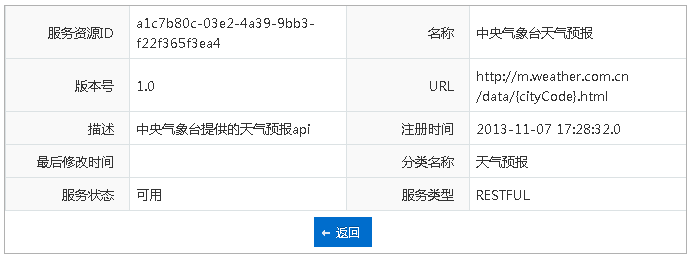 服务资源ID a1c7b80c-03e2-4a39-9bb3-
f22f365f3ea4
名称 中央气象台天气预报
版本号 1.0
URL http://m.weather.com.cn
/data/{cityCode}.html
描述 中央气象台提供的天气预报api
注册时间 2013-11-07 17:28:32.0
最后修改时间
分类名称 天气预报
服务状态 可用
服务类型 RESTFUL
← 返回